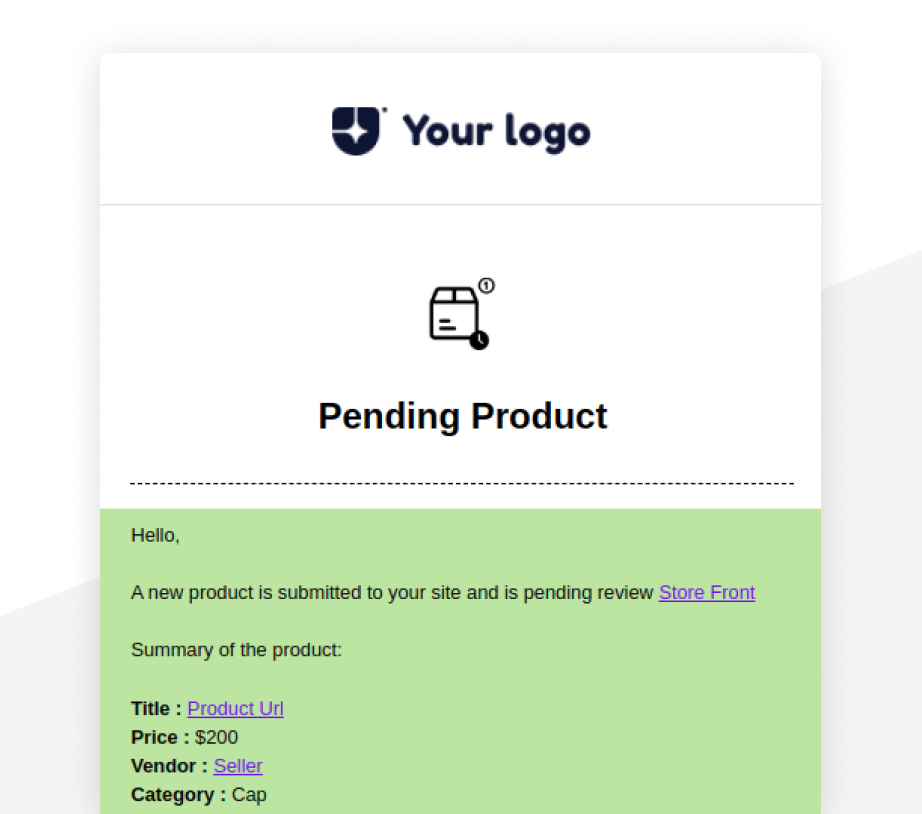 Your logo
1
Pending Product
Hello,
A new product is submitted to your site and is pending review Store Front
Summary of the product:
Title : Product Url
Price : $200
Vendor : Seller
Category : Cap